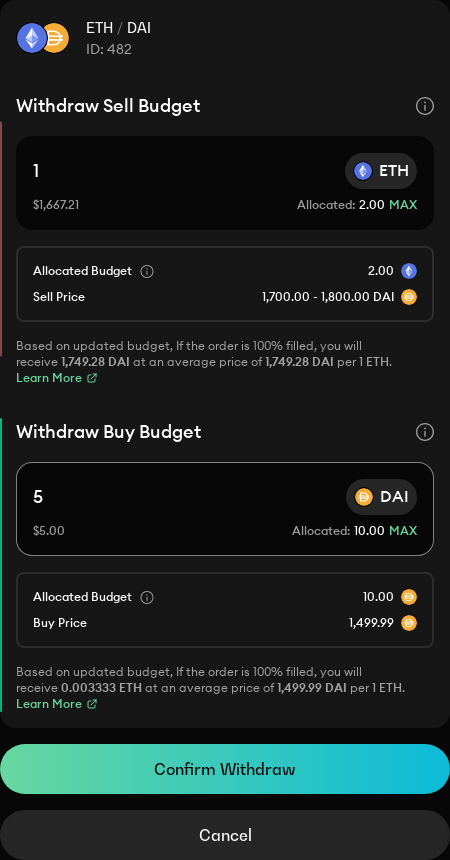 ETH / DAI
ID: 482
Withdraw Sell Budget
1
ETH
$1,667.21
Allocated: 2.00 MAX
Allocated Budget
2.00
Sell Price
1,700.00 - 1,800.00 DAI
Based on updated budget, If the order is 100% filled, you will
receive 1,749.28 DAI at an average price of 1,749.28 DAI per 1 ETH.
Learn More
Withdraw Buy Budget
5
DAI
$5.00
Allocated: 10.00 MAX
Allocated Budget
10.00
Buy Price
1,499.99
Based on updated budget, If the order is 100% filled, you will
receive 0.003333 ETH at an average price of 1,499.99 DAI per 1 ETH.
Learn More
Confirm Withdraw
Cancel